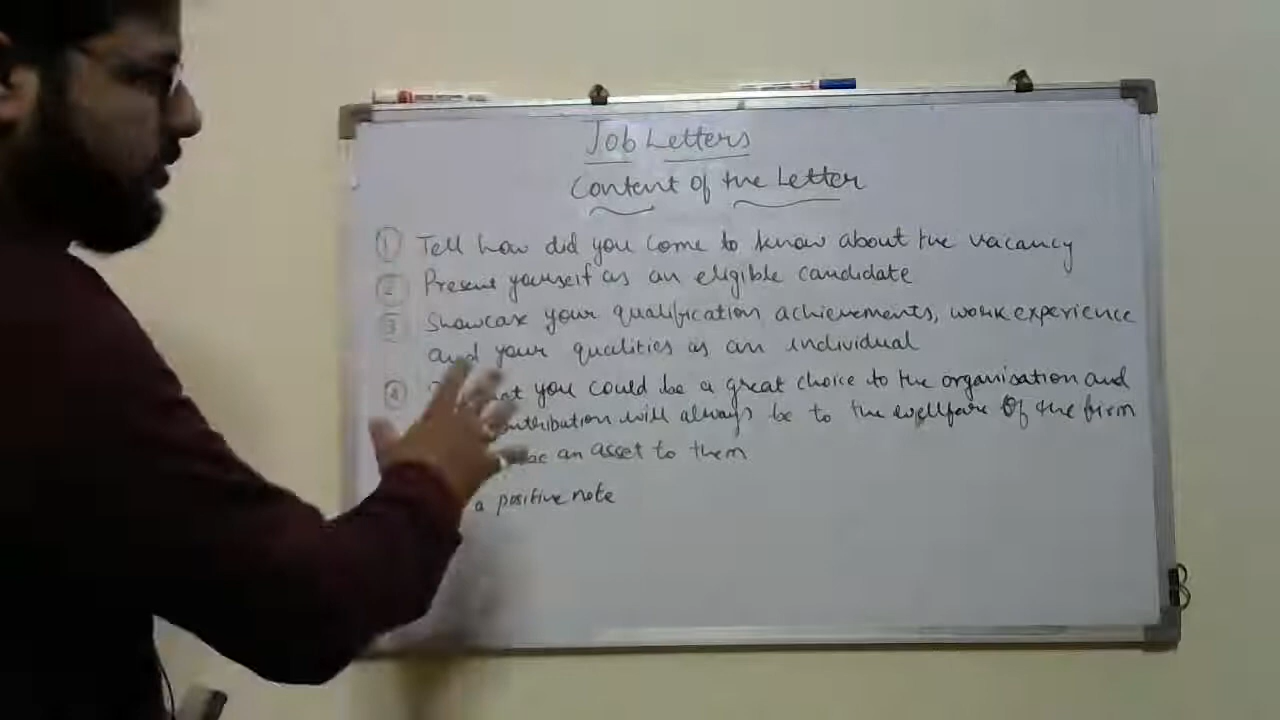 Job Letters
Content of the Letter
1 Tell how did you come to know about the vacancy
2 Present yourself as an eligible candidate
3 Showcase your qualification achievements, work experience
and your qualities as an individual
4 you could be a great choice to the organisation and
will always be to the wellfare of the firm
an asset to them
a positive note